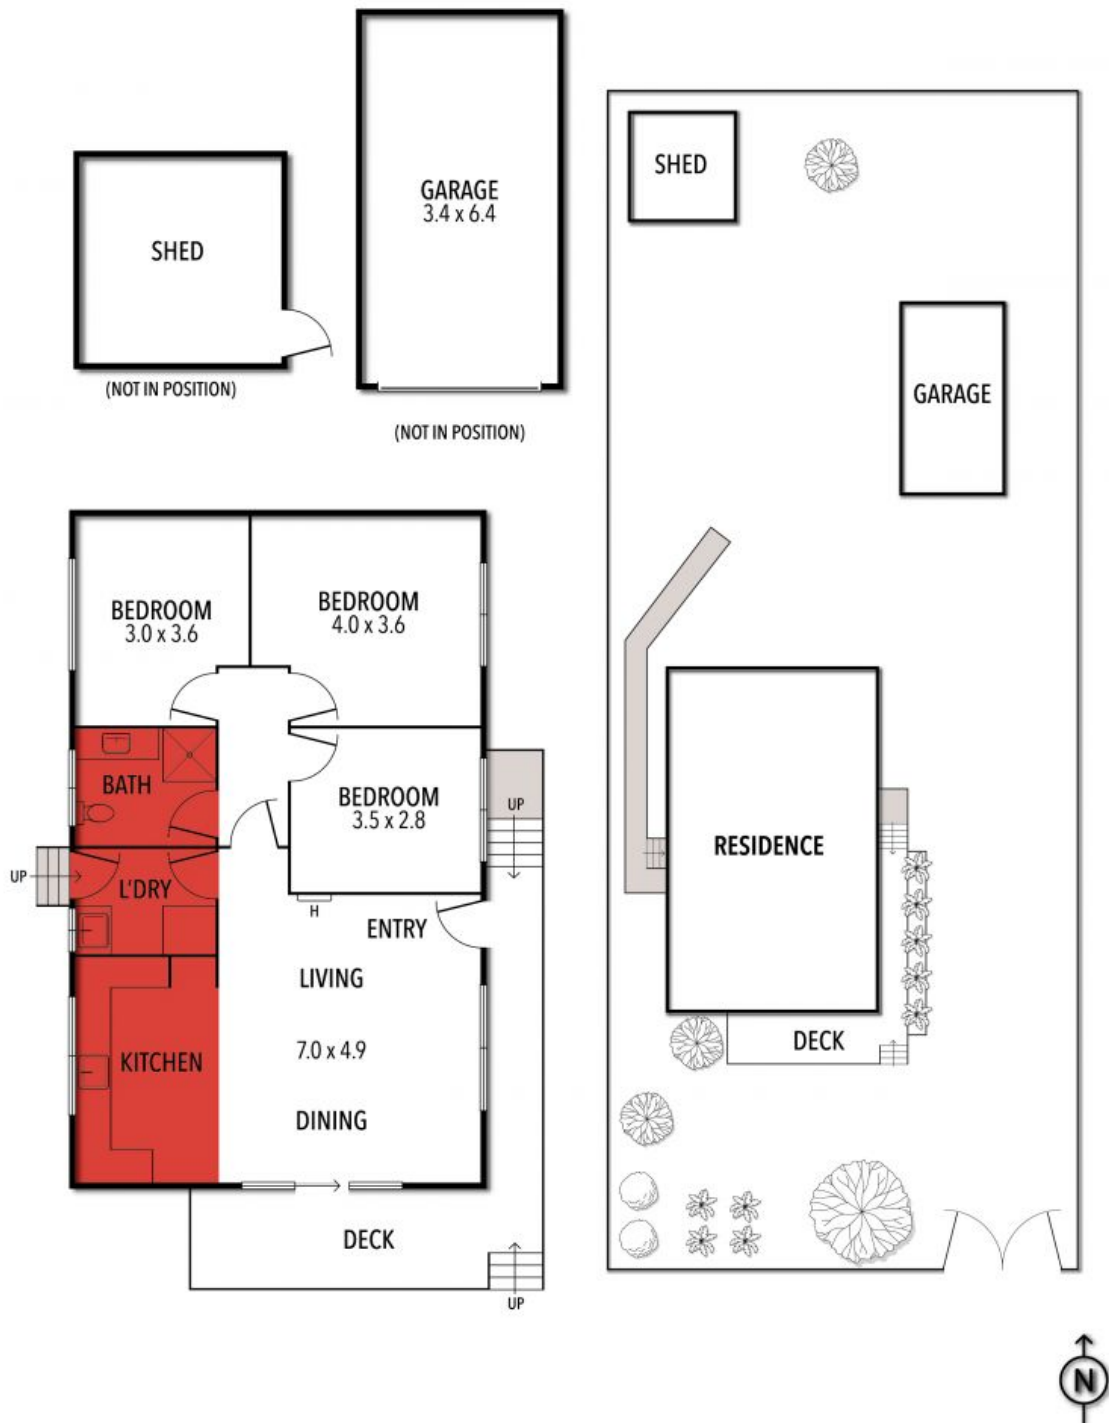 GARAGE
3.4 x 6.4
SHED
(NOT IN POSITION)
(NOT IN POSITION)
BEDROOM
3.0 x 3.6
BEDROOM
4.0 x 3.6
BATH
BEDROOM
3.5 x 2.8
UP
UP
L'DRY
H
ENTRY
LIVING
KITCHEN
7.0 x 4.9
DINING
DECK
UP
SHED
GARAGE
RESIDENCE
DECK
N